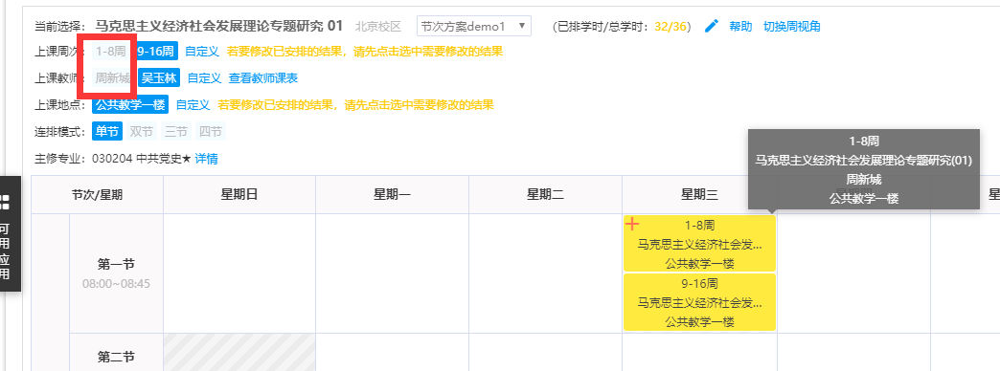 当前选择: 马克思主义经济社会发展理论专题研究 01 北京校区 节次方案demo1 (已排学时/总学时: 32/36) 帮助 切换周视角
上课周次: 1-8周 9-16周 自定义 若要修改已安排的结果，请先点击选中需要修改的结果
上课教师: 周新城 吴玉林 自定义 查看教师课表
上课地点: 公共教学一楼 自定义 若要修改已安排的结果，请先点击选中需要修改的结果
连排模式: 单节 双节 三节 四节
主修专业: 030204 中共党史★ 详情
1-8周
马克思主义经济社会发展理论专题研究(01)
周新城
公共教学一楼
节次/星期 星期日 星期一 星期二 星期三
可用应用
第一节
08:00~08:45
1-8周
马克思主义经济社会发...
公共教学一楼
9-16周
马克思主义经济社会发...
公共教学一楼
第二节